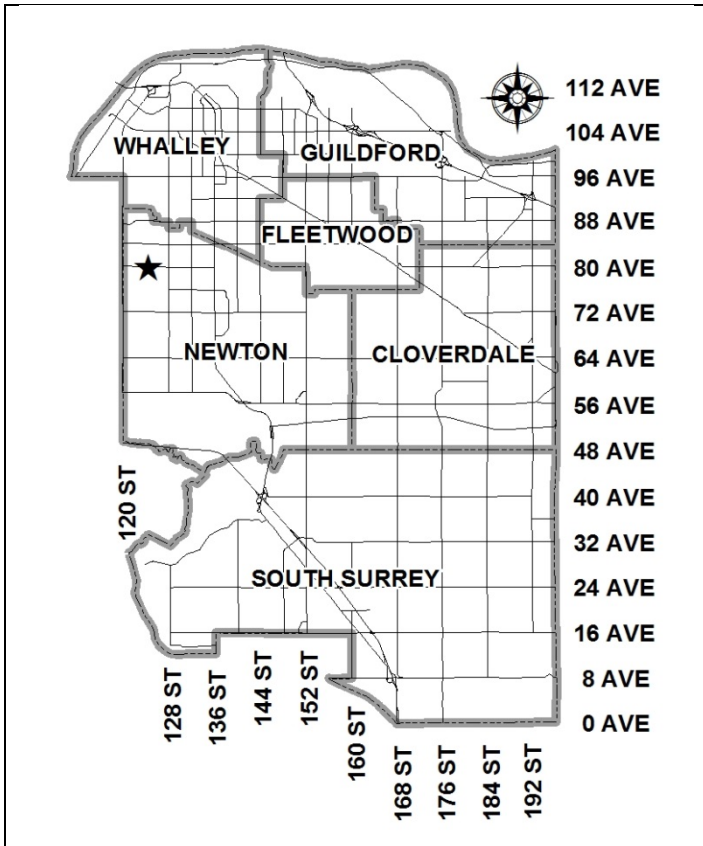 112 AVE
104 AVE
WHALLEY
GUILDFORD
96 AVE
88 AVE
FLEETWOOD
80 AVE
72 AVE
NEWTON
CLOVERDALE
64 AVE
56 AVE
48 AVE
120 ST
40 AVE
32 AVE
SOUTH SURREY
24 AVE
16 AVE
128 ST
136 ST
144 ST
152 ST
160 ST
8 AVE
0 AVE
168 ST
176 ST
184 ST
192 ST